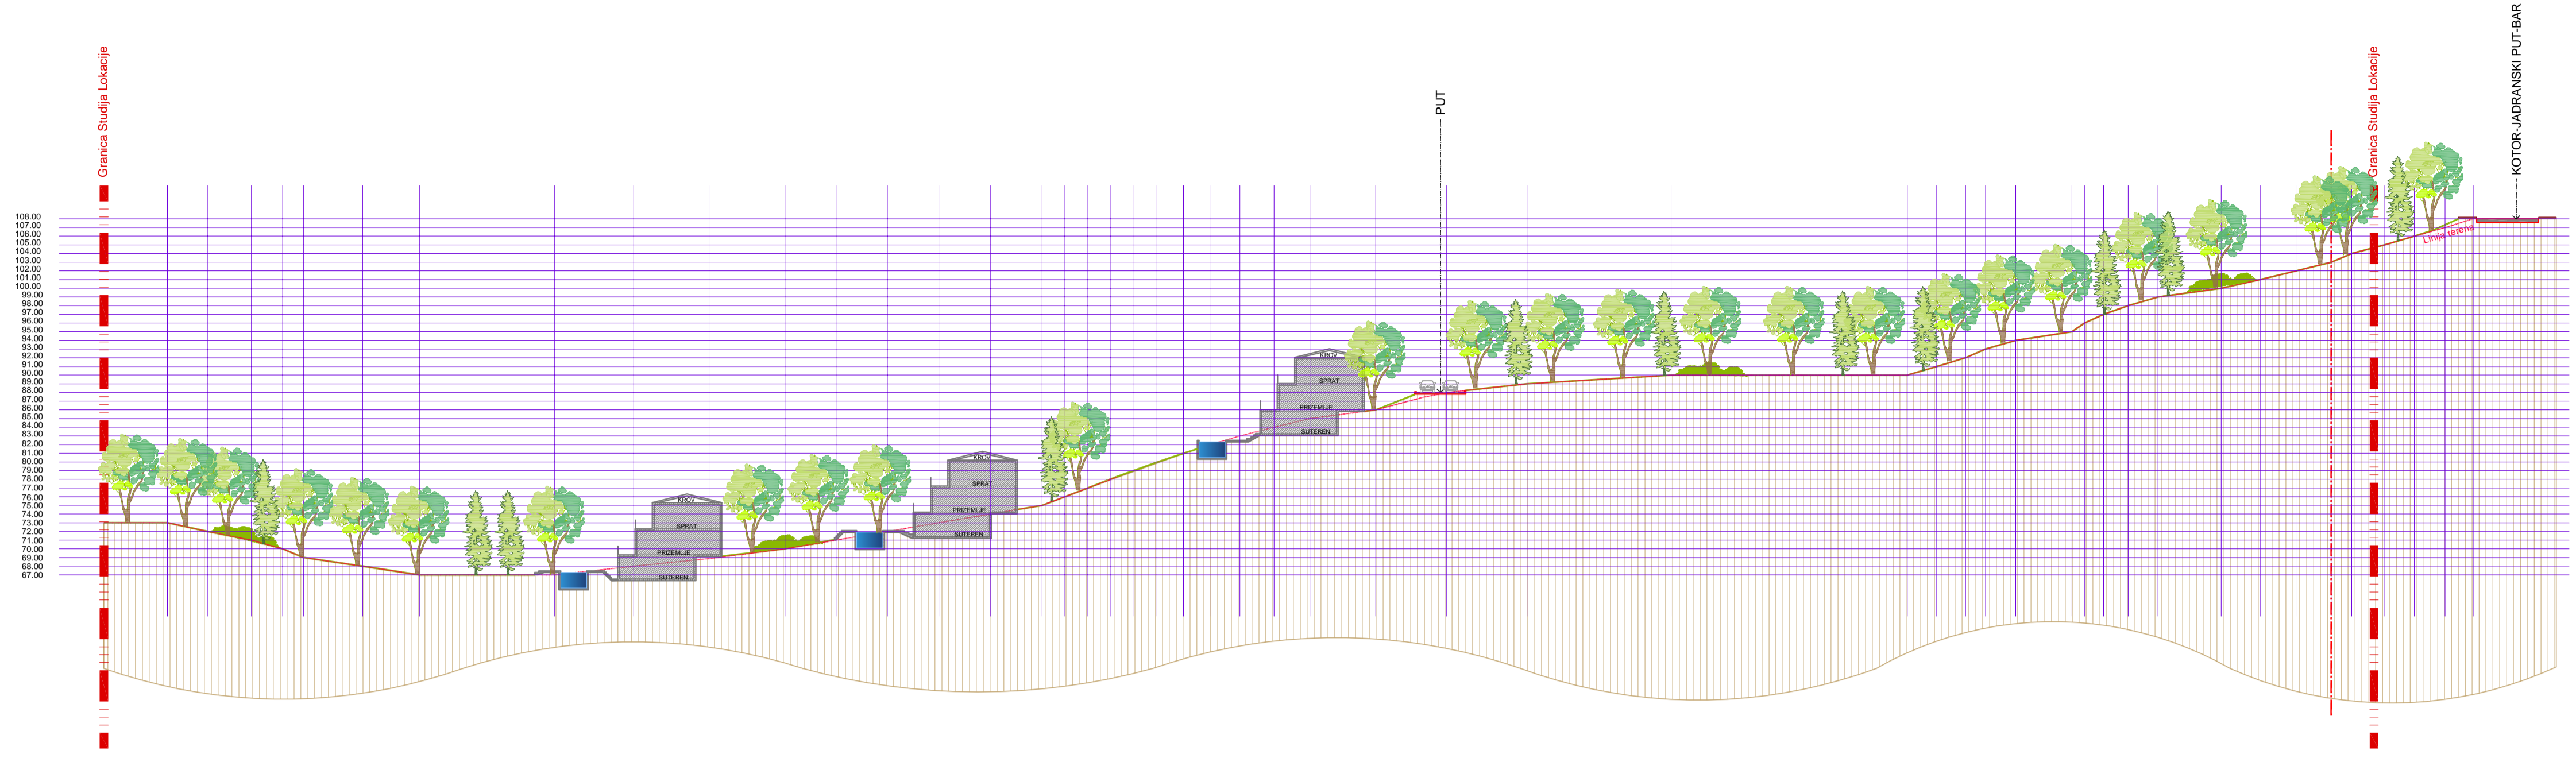 KOTOR-JADRANSKI PUT-BAR
Granica Studija Lokacije
Granica Studija Lokacije
PUT
108.00
107.00
106.00
105.00
104.00
103.00
102.00
101.00
100.00
99.00
98.00
97.00
96.00
95.00
94.00
93.00
92.00
91.00
90.00
89.00
88.00
87.00
86.00
85.00
84.00
83.00
82.00
81.00
80.00
79.00
78.00
77.00
76.00
75.00
74.00
73.00
72.00
71.00
70.00
69.00
68.00
67.00
KROV
SPRAT
PRIZEMLJE
SUTEREN
KROV
SPRAT
PRIZEMLJE
SUTEREN
KROV
SPRAT
PRIZEMLJE
SUTEREN
Linija terena